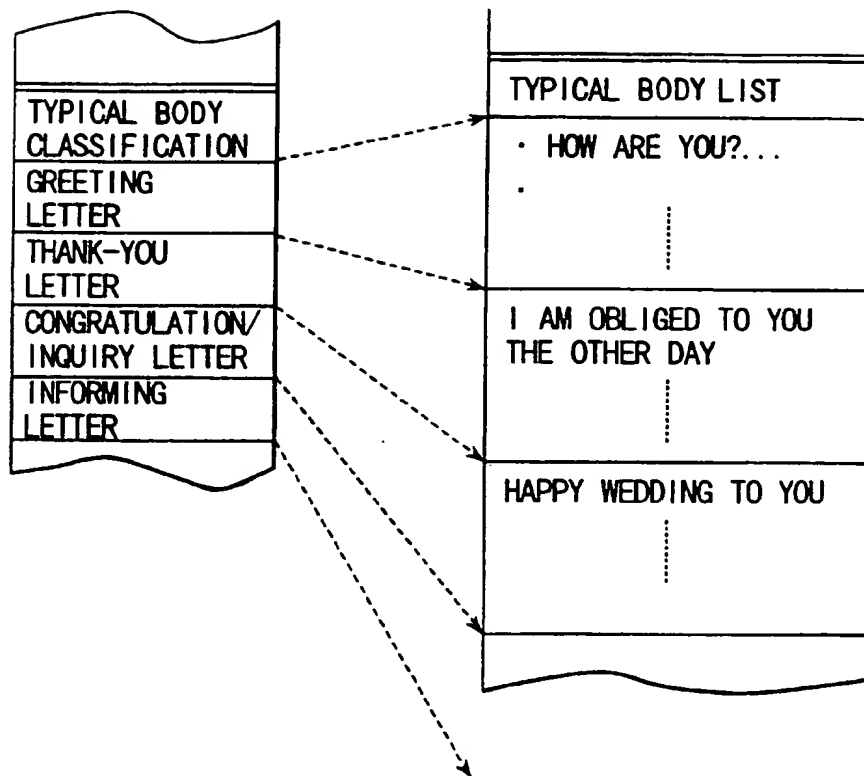 TYPICAL BODY
CLASSIFICATION
GREETING
LETTER
THANK-YOU
LETTER
CONGRATULATION/
INQUIRY LETTER
INFORMING
LETTER
TYPICAL BODY LIST
· HOW ARE YOU?...
·
I AM OBLIGED TO YOU
THE OTHER DAY
HAPPY WEDDING TO YOU